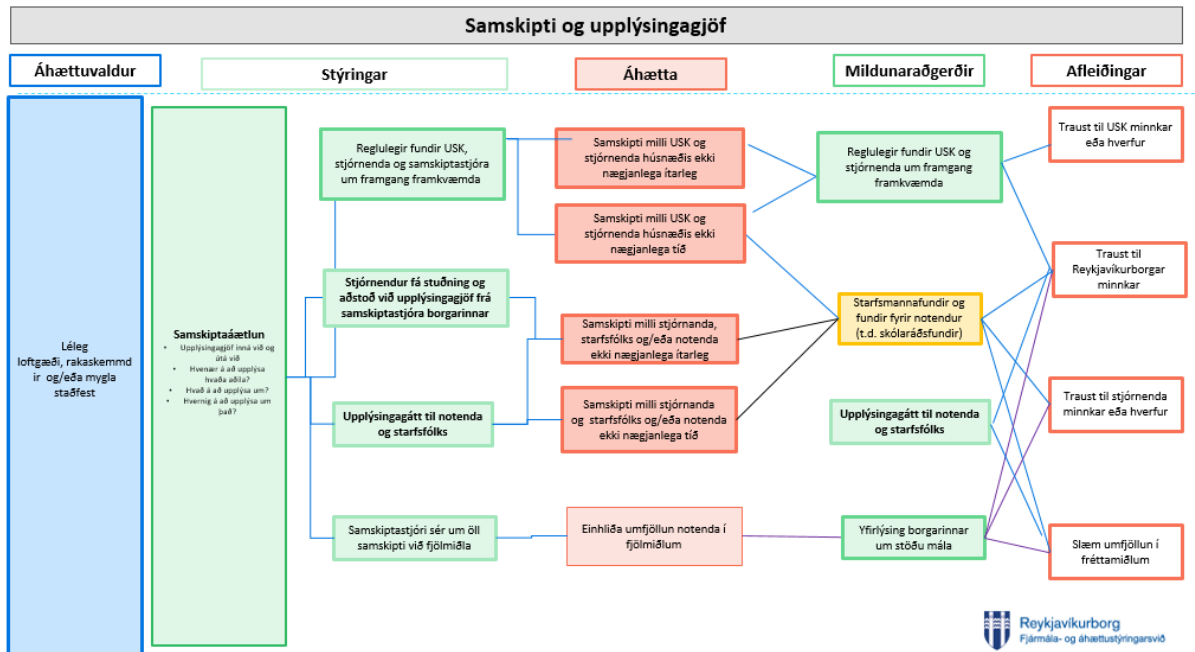 Samskipti og upplýsingagjöf
Áhættuvaldur
Stýringar
Áhætta
Mildunaraðgerðir
Afleiðingar
Léleg
loftgæði, rakaskemmd
ir og/eða mygla
staðfest
Samskiptaáætlun
• Upplýsingagjöf inná við og
útá við
• Hvenær á að upplýsa
hvaða aðila?
• Hvað á að upplýsa um?
• Hvernig á að upplýsa um
það?
Reglulegir fundir USK,
stjórnenda og samskiptastjóra
um framgang framkvæmda
Stjórnendur fá stuðning og
aðstoð við upplýsingagjöf frá
samskiptastjóra borgarinnar
Upplýsingagátt til notenda
og starfsfólks
Samskiptastjóri sér um öll
samskipti við fjölmiðla
Samskipti milli USK og
stjórnenda húsnæðis ekki
nægjanlega ítarleg
Samskipti milli USK og
stjórnenda húsnæðis ekki
nægjanlega tíð
Samskipti milli stjórnanda,
starfsfólks og/eða notenda
ekki nægjanlega ítarleg
Samskipti milli stjórnanda
og starfsfólks og/eða notenda
ekki nægjanlega tíð
Einhliða umfjöllun notenda í
fjölmiðlum
Reglulegir fundir USK og
stjórnenda um framgang
framkvæmda
Starfsmannafundir og
fundir fyrir notendur
(t.d. skólaráðsfundir)
Upplýsingagátt til notenda
og starfsfólks
Yfirlýsing borgarinnar
um stöðu mála
Traust til USK minnkar
eða hverfur
Traust til
Reykjavíkurborgar
minnkar
Traust til stjórnenda
minnkar eða hverfur
Slæm umfjöllun í
fréttamiðlum
Reykjavíkurborg
Fjármála- og áhættustýringarsvið